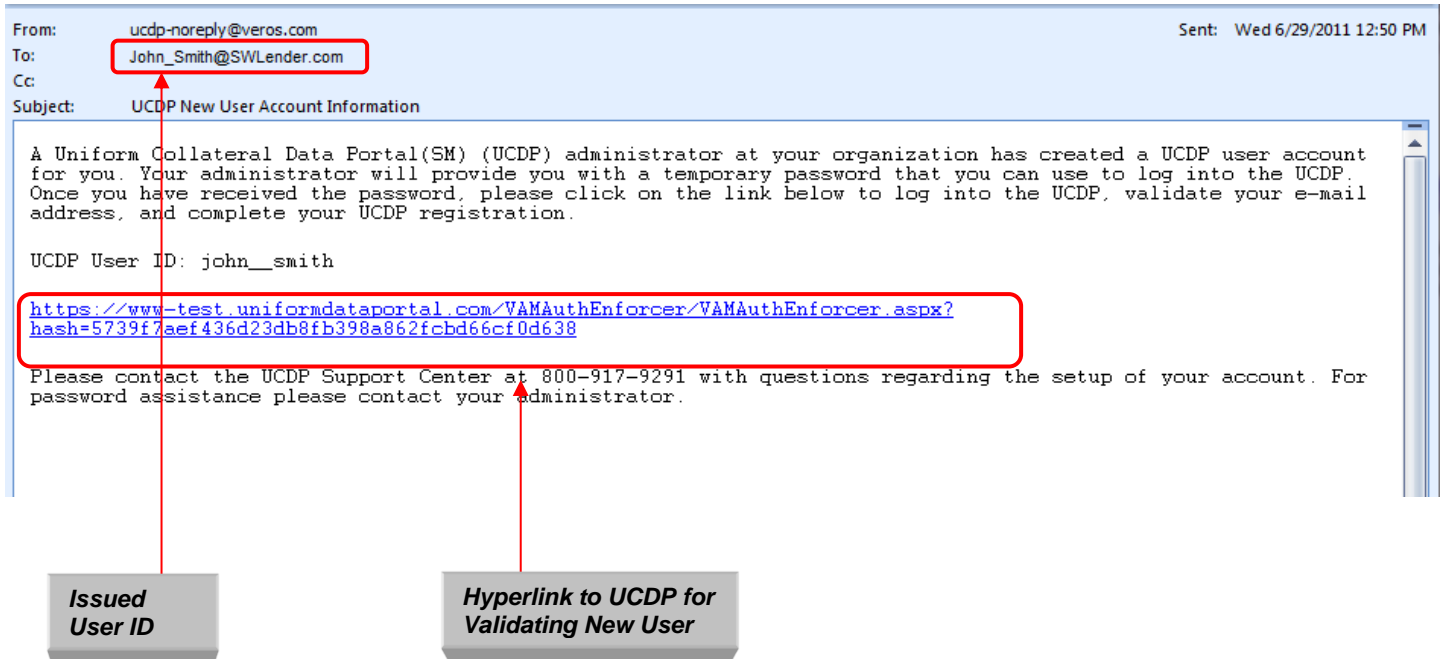 From: ucdp-noreply@veros.com Sent: Wed 6/29/2011 12:50 PM
To: John_Smith@SWLender.com
Cc:
Subject: UCDP New User Account Information
A Uniform Collateral Data Portal(SM) (UCDP) administrator at your organization has created a UCDP user account
for you. Your administrator will provide you with a temporary password that you can use to log into the UCDP.
Once you have received the password, please click on the link below to log into the UCDP, validate your e-mail
address, and complete your UCDP registration.
UCDP User ID: john__smith
https://www-test.uniformdataportal.com/VAMAuthEnforcer/VAMAuthEnforcer.aspx?
hash=5739f7aef436d23db8fb398a862fcbd66cf0d638
Please contact the UCDP Support Center at 800-917-9291 with questions regarding the setup of your account. For
password assistance please contact your administrator.
Issued
User ID
Hyperlink to UCDP for
Validating New User